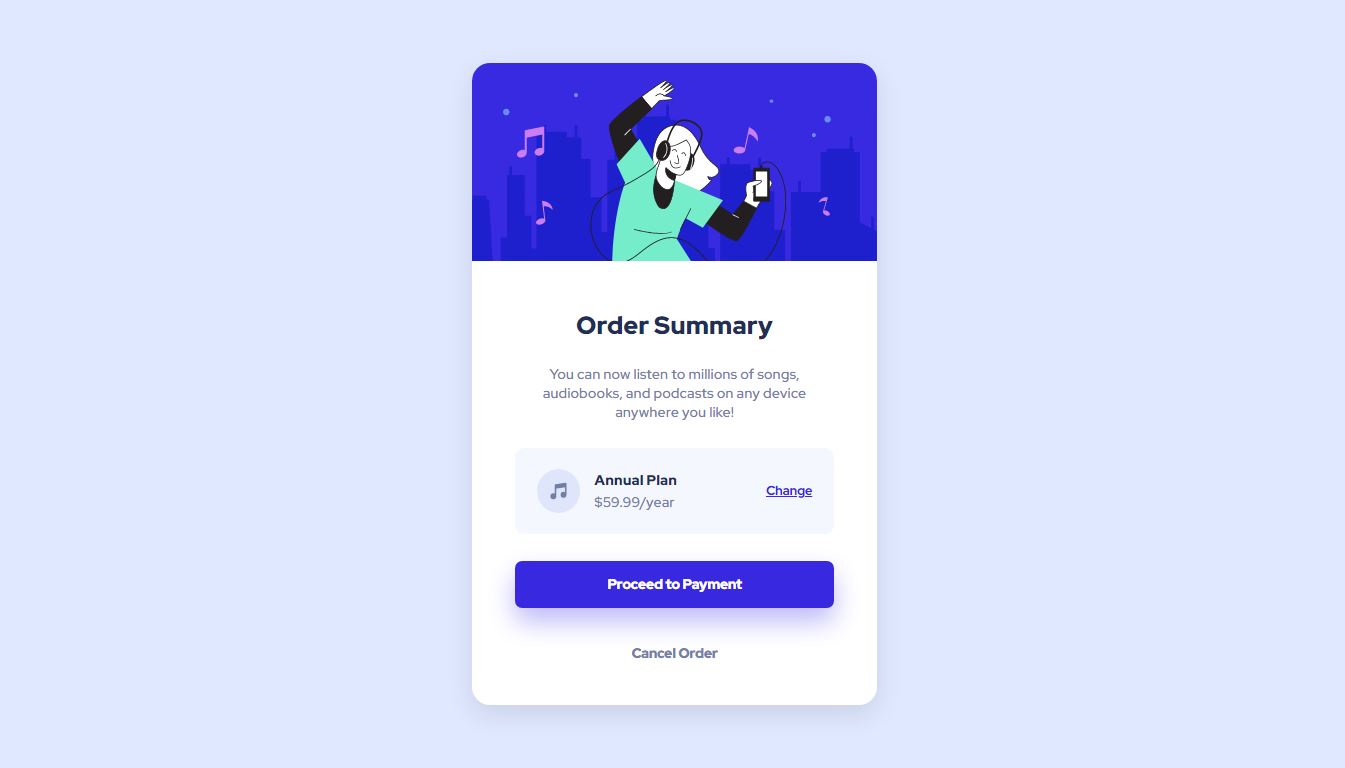 Order Summary
You can now listen to millions of songs,
audiobooks, and podcasts on any device
anywhere you like!
Annual Plan
$59.99/year
Change
Proceed to Payment
Cancel Order